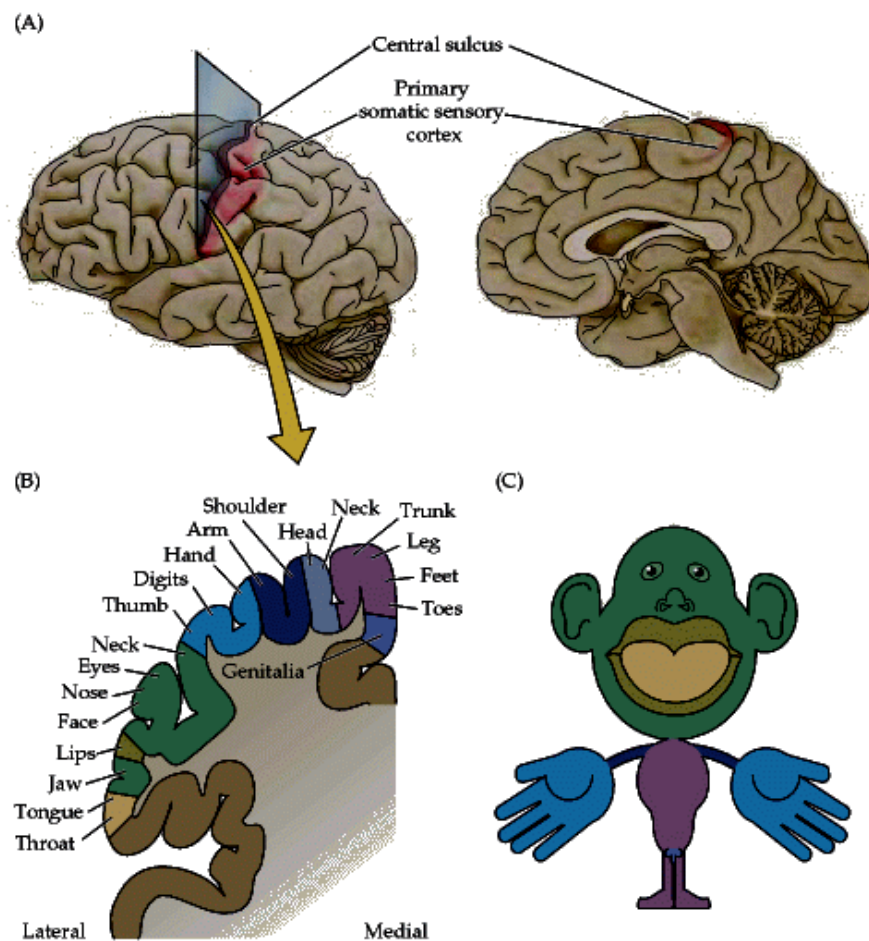 (A)
Central sulcus
Primary
somatic sensory
cortex
(B)
(C)
Shoulder
Neck
Trunk
Arm
Head
Leg
Hand
Feet
Digits
Toes
Thumb
Neck
Genitalia
Eyes
Nose
Face
Lips
Jaw
Tongue
Throat
Lateral
Medial